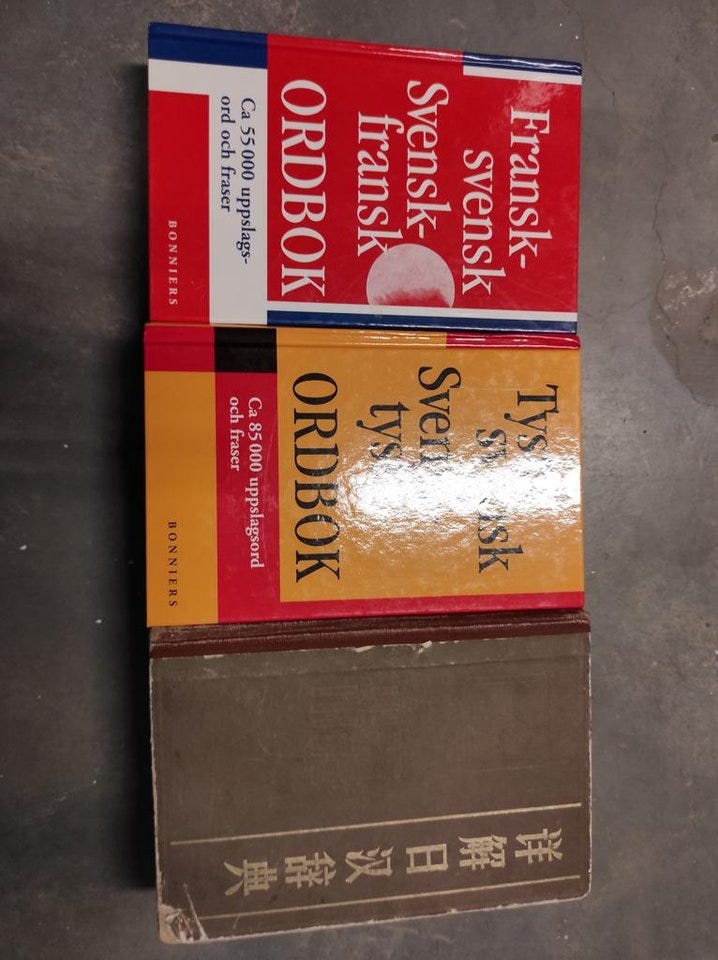 Fransk-
svensk
Svensk-
fransk
ORDBOK
Ca 55 000 uppslags-
ord och fraser
BONNIERS
svensk
ORDBOK
Ca 85 000 uppslagsord
och fraser
BONNIERS
详解日汉辞典